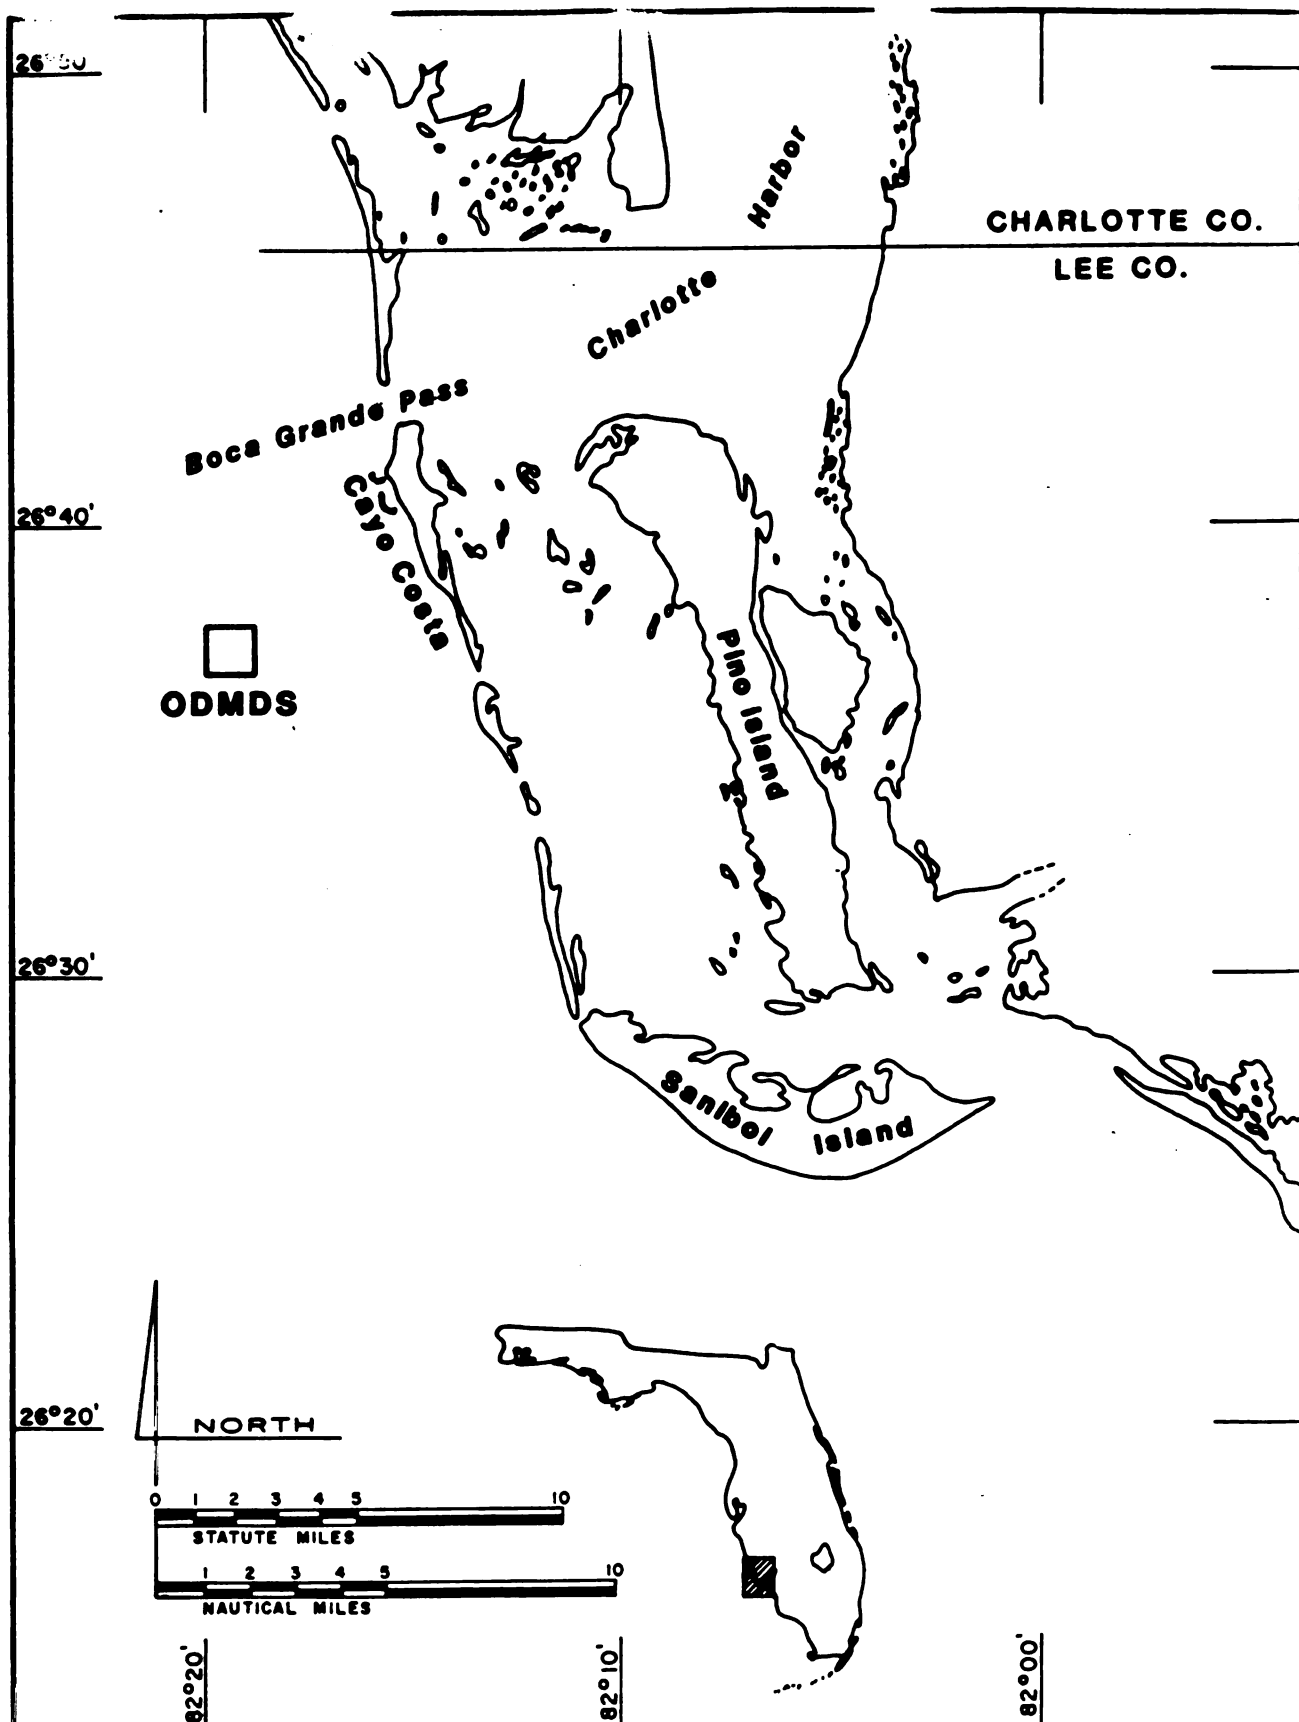 Harbor
CHARLOTTE CO.
LEE CO.
Charlotte
Boca Grande Pass
26°40'
Cayo Costa
ODMDS
Pine Island
26°30'
Sanibel Island
26°20'
NORTH
0 1 2 3 4 5 10
STATUTE MILES
1 2 3 4 5 10
NAUTICAL MILES
82°20'
82°10'
82°00'